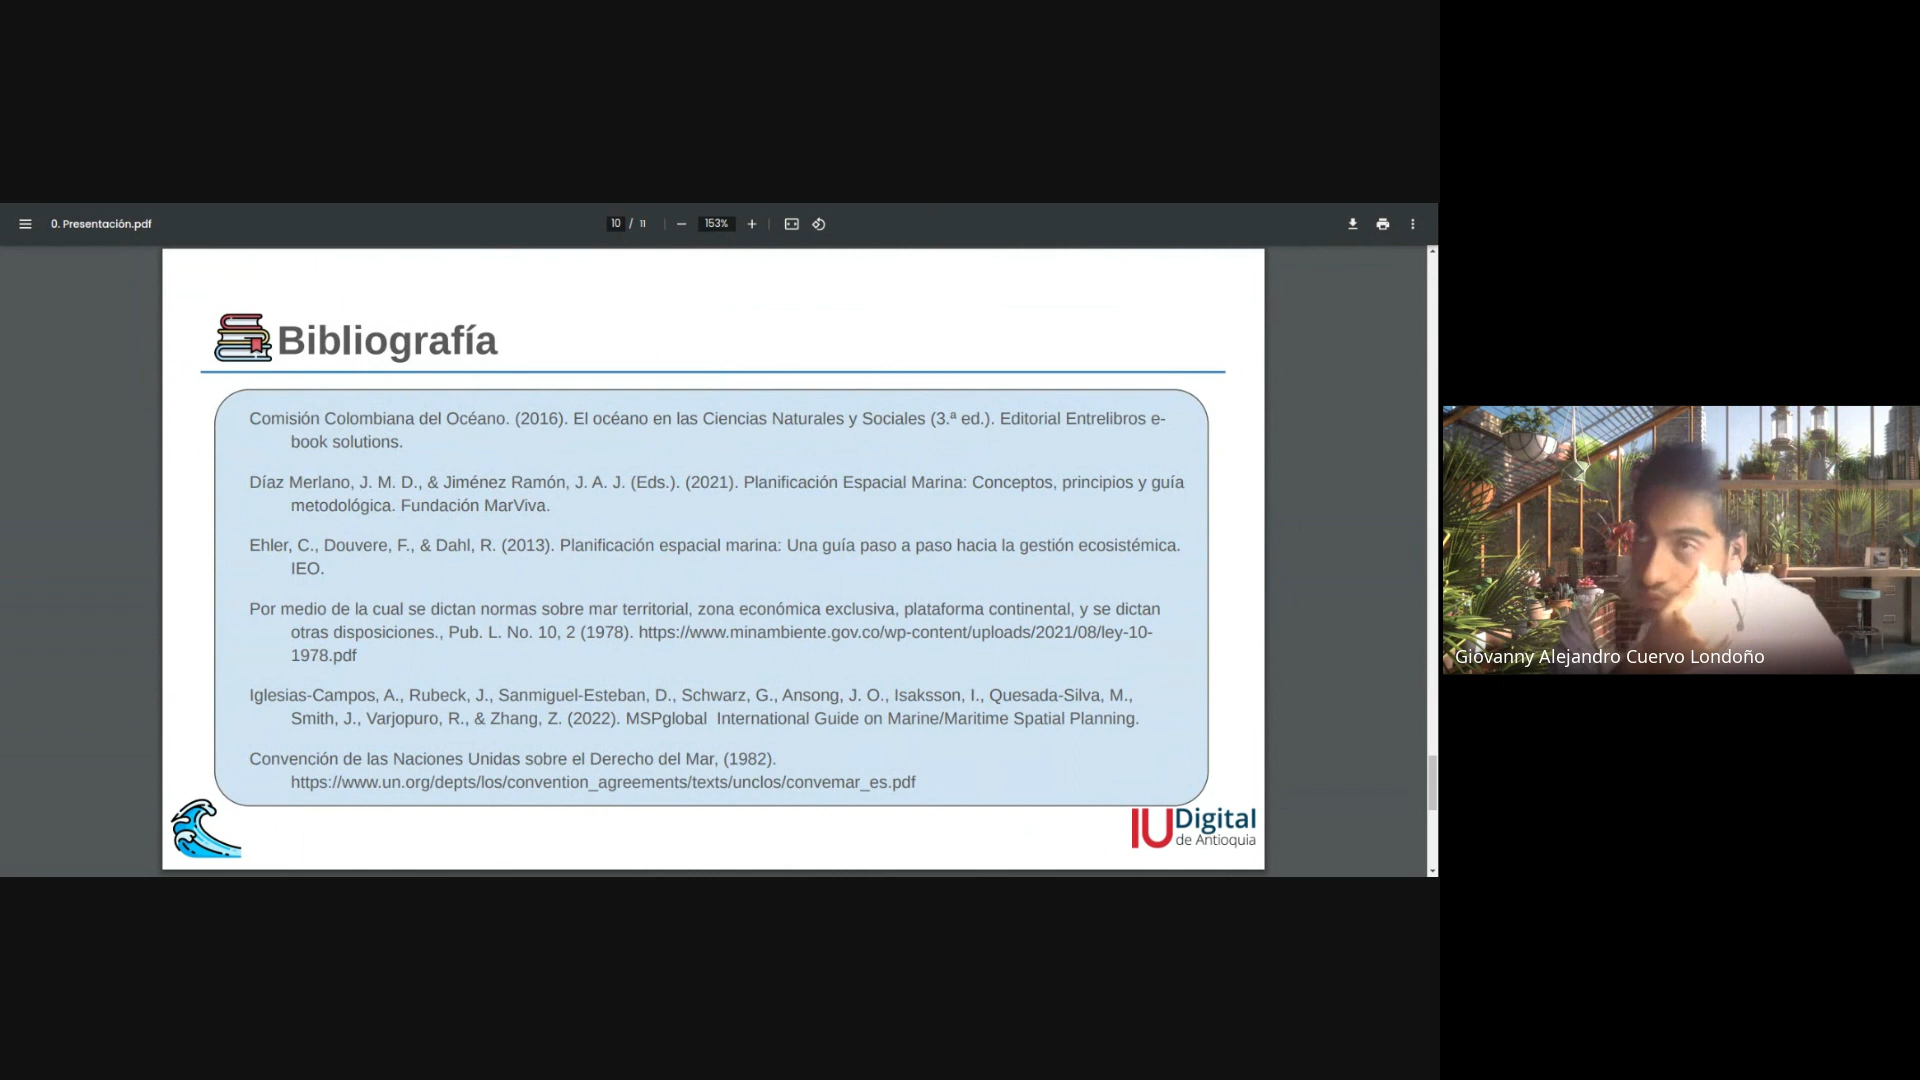 0. Presentación.pdf
10 / 11
153%
Bibliografía
Comisión Colombiana del Océano. (2016). El océano en las Ciencias Naturales y Sociales (3.ª ed.). Editorial Entrelibros e-
book solutions.
Díaz Merlano, J. M. D., & Jiménez Ramón, J. A. J. (Eds.). (2021). Planificación Espacial Marina: Conceptos, principios y guía
metodológica. Fundación MarViva.
Ehler, C., Douvere, F., & Dahl, R. (2013). Planificación espacial marina: Una guía paso a paso hacia la gestión ecosistémica.
IEO.
Por medio de la cual se dictan normas sobre mar territorial, zona económica exclusiva, plataforma continental, y se dictan
otras disposiciones., Pub. L. No. 10, 2 (1978). https://www.minambiente.gov.co/wp-content/uploads/2021/08/ley-10-
1978.pdf
Iglesias-Campos, A., Rubeck, J., Sanmiguel-Esteban, D., Schwarz, G., Ansong, J. O., Isaksson, I., Quesada-Silva, M.,
Smith, J., Varjopuro, R., & Zhang, Z. (2022). MSPglobal International Guide on Marine/Maritime Spatial Planning.
Convención de las Naciones Unidas sobre el Derecho del Mar, (1982).
https://www.un.org/depts/los/convention_agreements/texts/unclos/convemar_es.pdf
IU Digital
de Antioquia
Giovanny Alejandro Cuervo Londoño